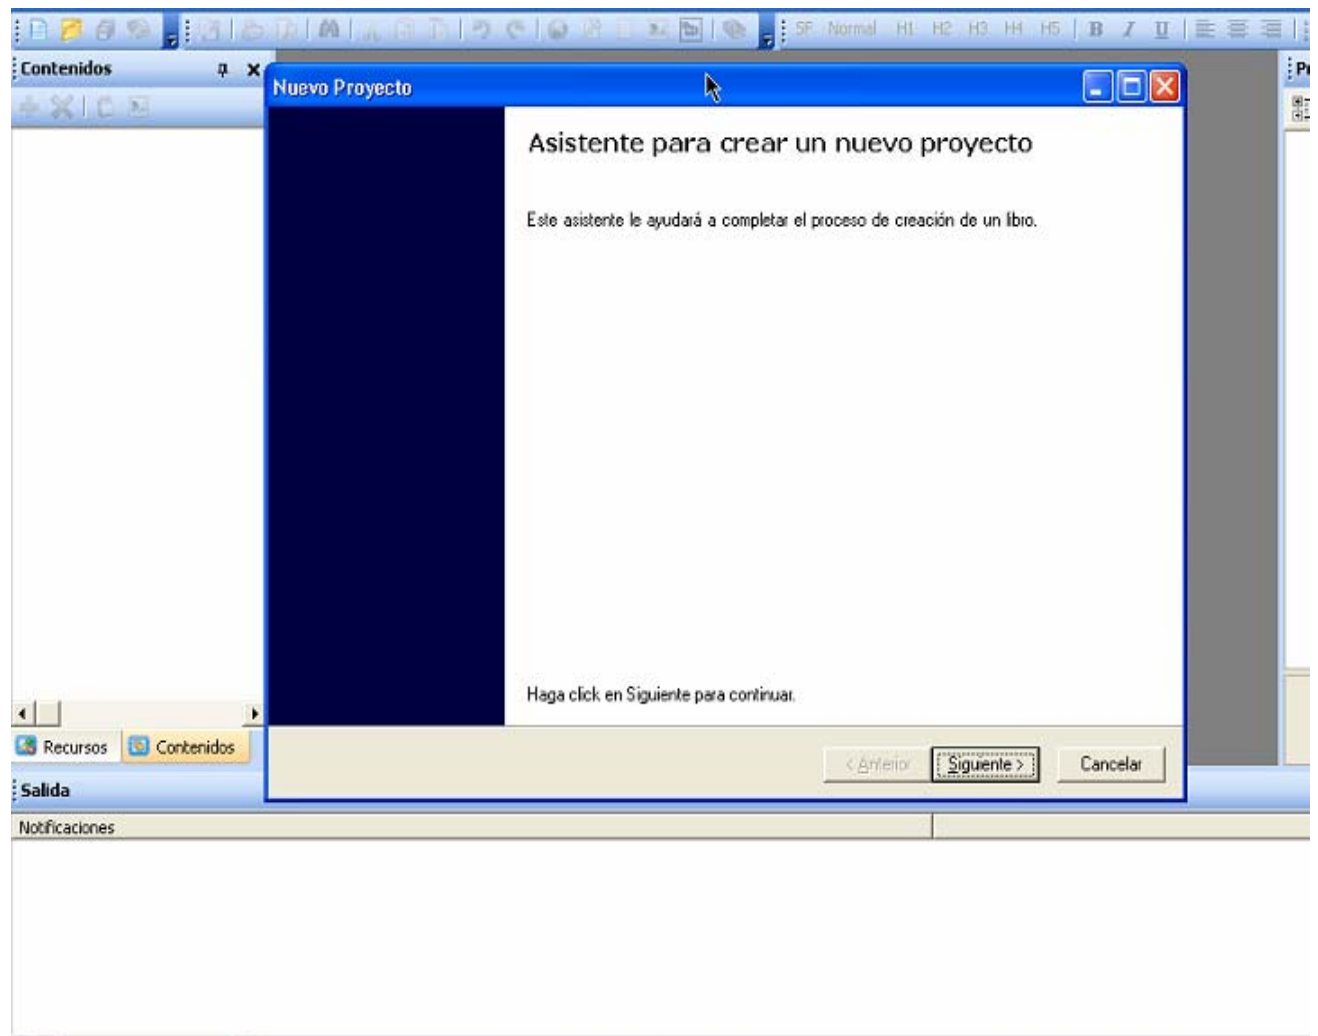 SF Normal H1 H2 H3 H4 H5 B I U
Contenidos
Nuevo Proyecto
Asistente para crear un nuevo proyecto
Este asistente le ayudará a completar el proceso de creación de un libro.
Haga click en Siguiente para continuar.
Recursos Contenidos
< Anterior Siguiente > Cancelar
Salida
Notificaciones